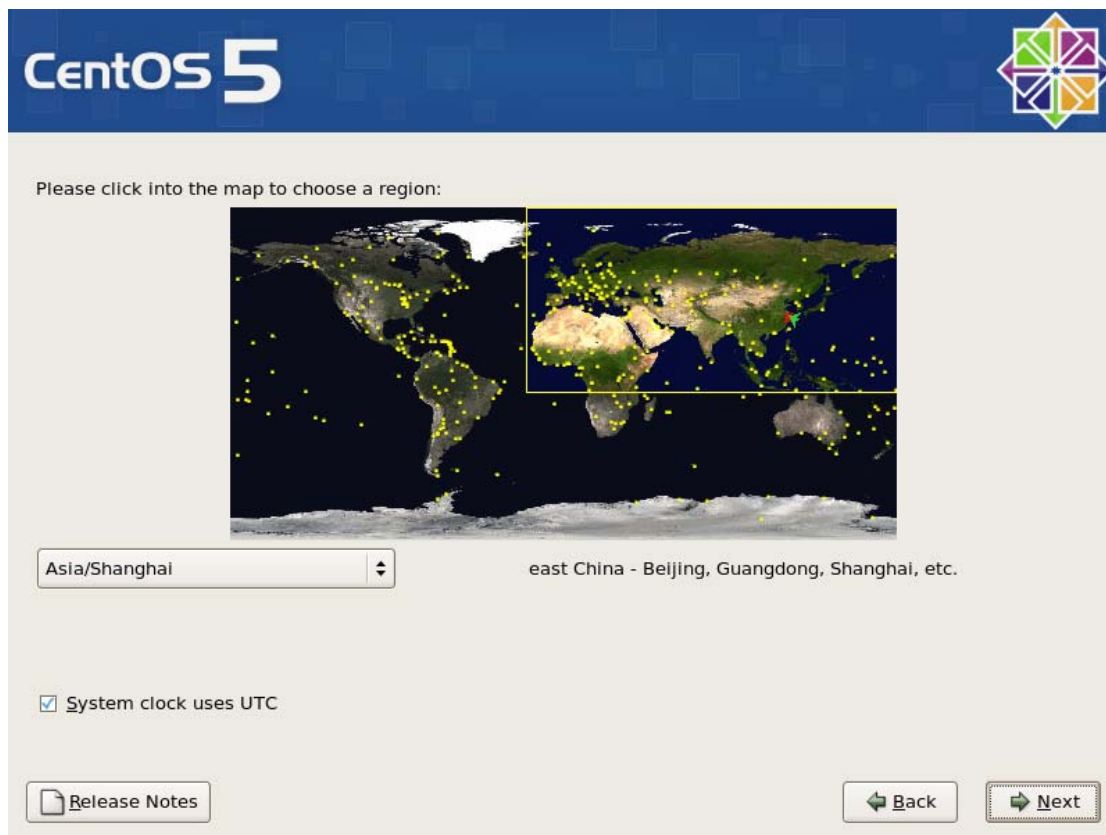 CentOS 5
Please click into the map to choose a region:
Asia/Shanghai
east China - Beijing, Guangdong, Shanghai, etc.
System clock uses UTC
Release Notes
Back
Next